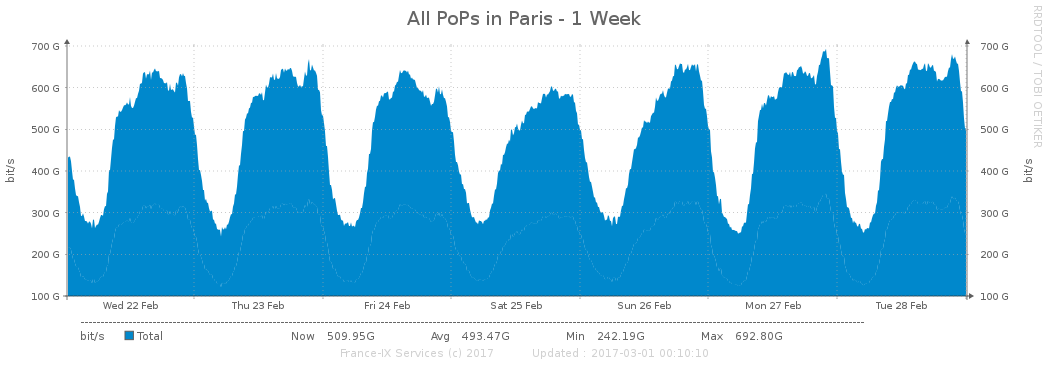 All PoPs in Paris - 1 Week
RRDTOOL / TOBI OETIKER
bit/s
bit/s
700 G 700 G
600 G 600 G
500 G 500 G
400 G 400 G
300 G 300 G
200 G 200 G
100 G 100 G
Wed 22 Feb Thu 23 Feb Fri 24 Feb Sat 25 Feb Sun 26 Feb Mon 27 Feb Tue 28 Feb
bit/s Total Now 509.95G Avg 493.47G Min 242.19G Max 692.80G
France-IX Services (c) 2017 Updated : 2017-03-01 00:10:10